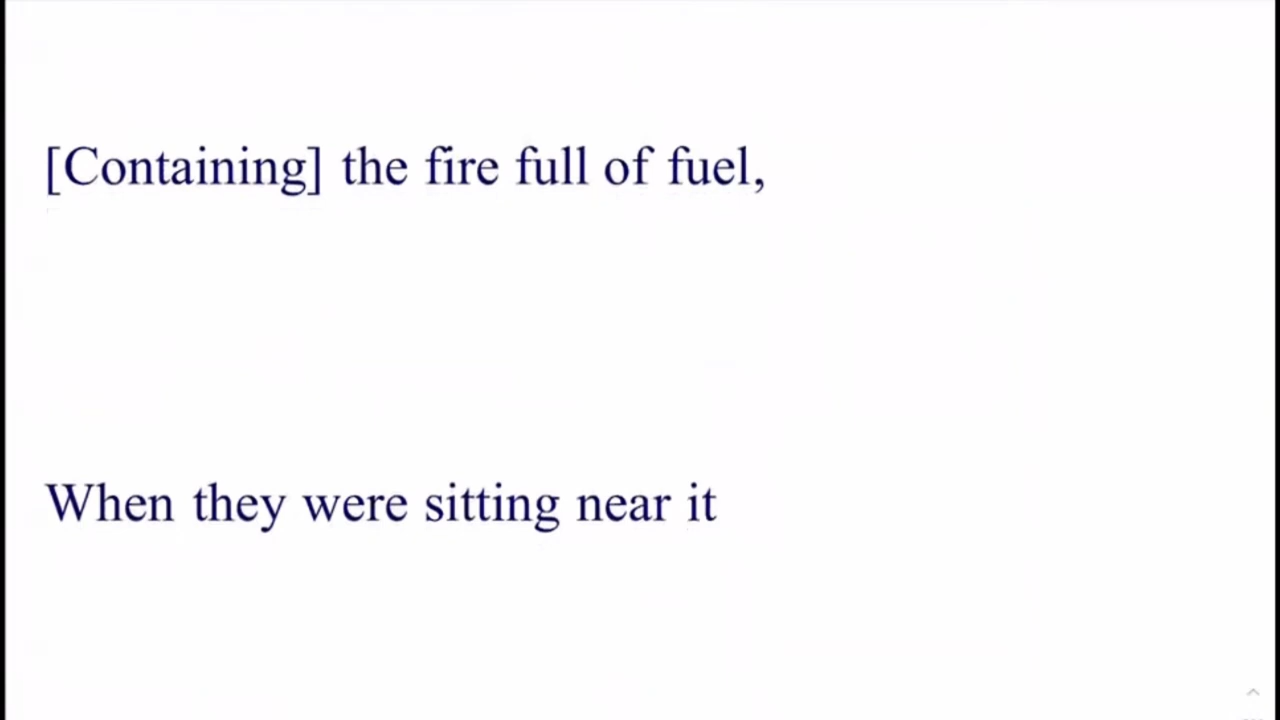 [Containing] the fire full of fuel,
When they were sitting near it